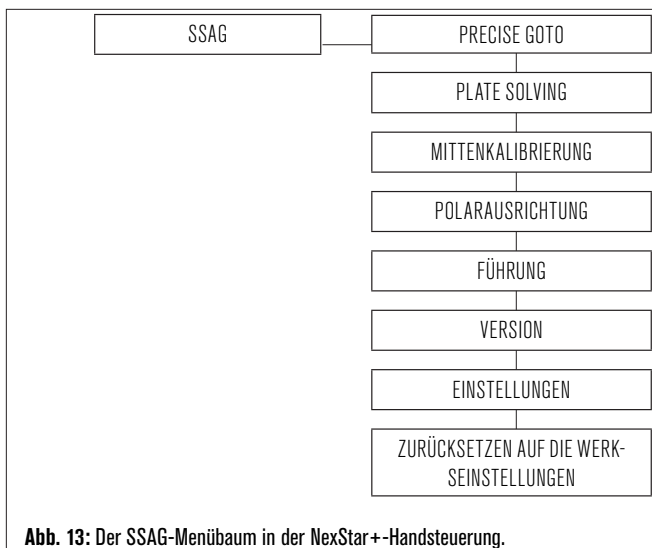 SSAG
PRECISE GOTO
PLATE SOLVING
MITTENKALIBRIERUNG
POLARAUSRICHTUNG
FÜHRUNG
VERSION
EINSTELLUNGEN
ZURÜCKSETZEN AUF DIE WERK-
SEINSTELLUNGEN
Abb. 13: Der SSAG-Menübaum in der NexStar+-Handsteuerung.